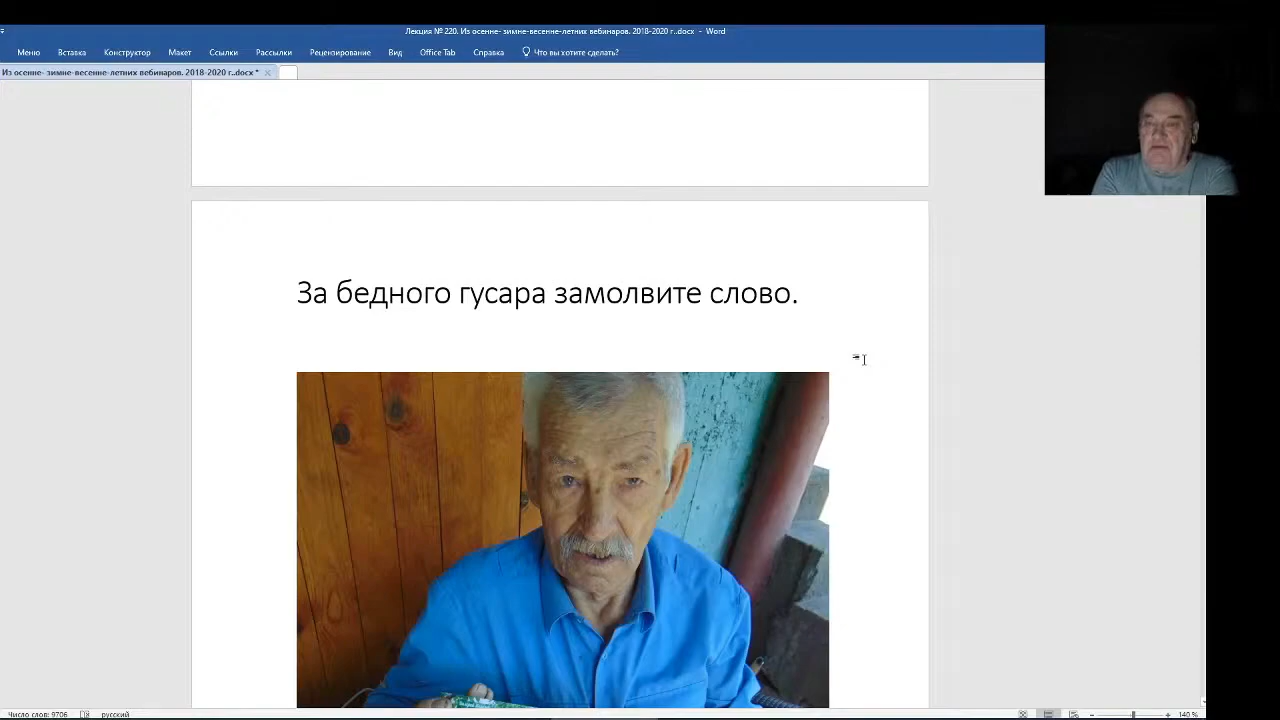 Лекция № 220. Из осенне- зимне-весенне-летних вебинаров. 2018-2020 г..docx - Word
Меню Вставка Конструктор Макет Ссылки Рассылки Рецензирование Вид Office Tab Справка Что вы хотите сделать?
Из осенне- зимне-весенне-летних вебинаров. 2018-2020 г..docx *
За бедного гусара замолвите слово.
Число слов: 9706 русский 140 %